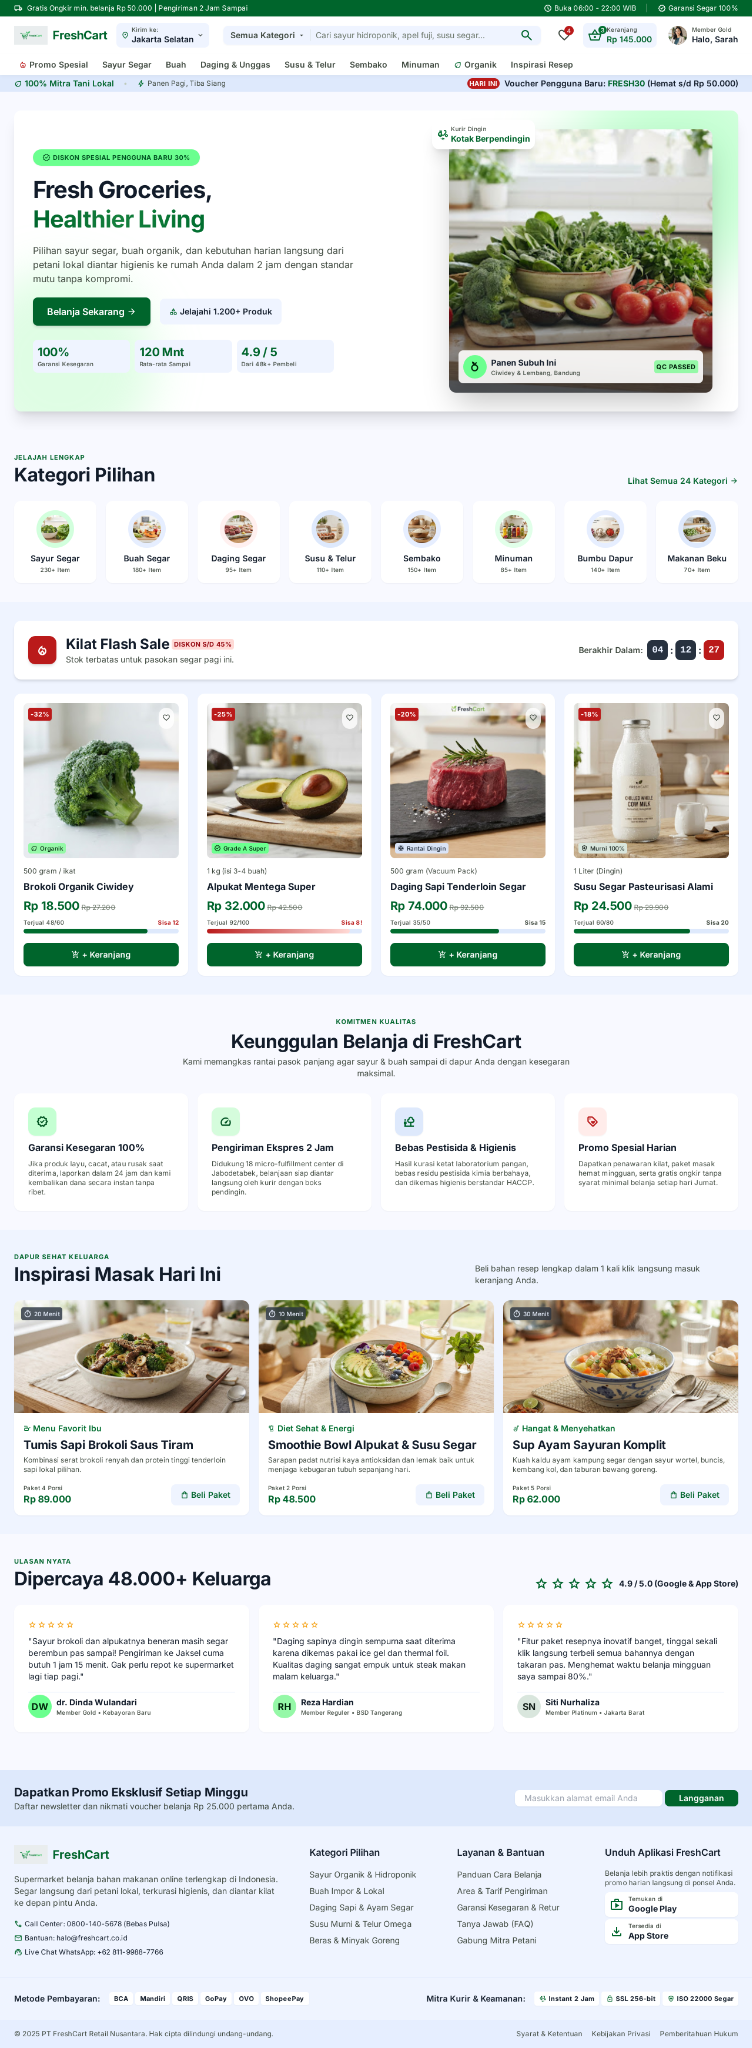 Gratis Ongkir min. belanja Rp 50.000 | Pengiriman 2 Jam Sampai
Buka 06:00 - 22:00 WIB
Garansi Segar 100%
FreshCart
Kirim ke:
Jakarta Selatan
Semua Kategori
Cari sayur hidroponik, apel fuji, susu segar...
4
3
Keranjang
Rp 145.000
Member Gold
Halo, Sarah
Promo Spesial
Sayur Segar
Buah
Daging & Unggas
Susu & Telur
Sembako
Minuman
Organik
Inspirasi Resep
100% Mitra Tani Lokal
Panen Pagi, Tiba Siang
HARI INI
Voucher Pengguna Baru: FRESH30 (Hemat s/d Rp 50.000)
DISKON SPESIAL PENGGUNA BARU 30%
Fresh Groceries,
Healthier Living
Pilihan sayur segar, buah organik, dan kebutuhan harian langsung dari
petani lokal diantar higienis ke rumah Anda dalam 2 jam dengan standar
mutu tanpa kompromi.
Belanja Sekarang →
Jelajahi 1.200+ Produk
100%
Garansi Kesegaran
120 Mnt
Rata-rata Sampai
4.9 / 5
Dari 48k+ Pembeli
Kurir Dingin
Kotak Berpendingin
Panen Subuh Ini
Ciwidey & Lembang, Bandung
QC PASSED
JELAJAH LENGKAP
Kategori Pilihan
Lihat Semua 24 Kategori →
Sayur Segar
230+ Item
Buah Segar
180+ Item
Daging Segar
95+ Item
Susu & Telur
110+ Item
Sembako
150+ Item
Minuman
85+ Item
Bumbu Dapur
140+ Item
Makanan Beku
70+ Item
Kilat Flash Sale
DISKON S/D 45%
Stok terbatas untuk pasokan segar pagi ini.
Berakhir Dalam: 04 : 12 : 27
-32%
Organik
500 gram / ikat
Brokoli Organik Ciwidey
Rp 18.500 Rp 27.200
Terjual 48/60
Sisa 12
+ Keranjang
-25%
Grade A Super
1 kg (isi 3-4 buah)
Alpukat Mentega Super
Rp 32.000 Rp 42.500
Terjual 92/100
Sisa 8!
+ Keranjang
-20%
FreshCart
Rantai Dingin
500 gram (Vacuum Pack)
Daging Sapi Tenderloin Segar
Rp 74.000 Rp 92.500
Terjual 35/50
Sisa 15
+ Keranjang
-18%
CHILLED WHOLE
COW MILK
Murni 100%
1 Liter (Dingin)
Susu Segar Pasteurisasi Alami
Rp 24.500 Rp 29.900
Terjual 60/80
Sisa 20
+ Keranjang
KOMITMEN KUALITAS
Keunggulan Belanja di FreshCart
Kami memangkas rantai pasok panjang agar sayur & buah sampai di dapur Anda dengan kesegaran
maksimal.
Garansi Kesegaran 100%
Jika produk layu, cacat, atau rusak saat
diterima, laporkan dalam 24 jam dan kami
kembalikan dana secara instan tanpa
ribet.
Pengiriman Ekspres 2 Jam
Didukung 18 micro-fulfillment center di
Jabodetabek, belanjaan siap diantar
langsung oleh kurir dengan boks
pendingin.
Bebas Pestisida & Higienis
Hasil kurasi ketat laboratorium pangan,
bebas residu pestisida kimia berbahaya,
dan dikemas higienis berstandar HACCP.
Promo Spesial Harian
Dapatkan penawaran kilat, paket masak
hemat mingguan, serta gratis ongkir tanpa
syarat minimal belanja setiap hari Jumat.
DAPUR SEHAT KELUARGA
Inspirasi Masak Hari Ini
Beli bahan resep lengkap dalam 1 kali klik langsung masuk
keranjang Anda.
20 Menit
Menu Favorit Ibu
Tumis Sapi Brokoli Saus Tiram
Kombinasi serat brokoli renyah dan protein tinggi tenderloin
sapi lokal pilihan.
Paket 4 Porsi
Rp 89.000
Beli Paket
10 Menit
Diet Sehat & Energi
Smoothie Bowl Alpukat & Susu Segar
Sarapan padat nutrisi kaya antioksidan dan lemak baik untuk
menjaga kebugaran tubuh sepanjang hari.
Paket 2 Porsi
Rp 48.500
Beli Paket
30 Menit
Hangat & Menyehatkan
Sup Ayam Sayuran Komplit
Kuah kaldu ayam kampung segar dengan sayur wortel, buncis,
kembang kol, dan taburan bawang goreng.
Paket 5 Porsi
Rp 62.000
Beli Paket
ULASAN NYATA
Dipercaya 48.000+ Keluarga
4.9 / 5.0 (Google & App Store)
"Sayur brokoli dan alpukatnya beneran masih segar
berembun pas sampai! Pengiriman ke Jaksel cuma
butuh 1 jam 15 menit. Gak perlu repot ke supermarket
lagi tiap pagi."
DW
dr. Dinda Wulandari
Member Gold • Kebayoran Baru
"Daging sapinya dingin sempurna saat diterima
karena dikemas pakai ice gel dan thermal foil.
Kualitas daging sangat empuk untuk steak makan
malam keluarga."
RH
Reza Hardian
Member Reguler • BSD Tangerang
"Fitur paket resepnya inovatif banget, tinggal sekali
klik langsung terbeli semua bahannya dengan
takaran pas. Menghemat waktu belanja mingguan
saya sampai 80%."
SN
Siti Nurhaliza
Member Platinum • Jakarta Barat
Dapatkan Promo Eksklusif Setiap Minggu
Daftar newsletter dan nikmati voucher belanja Rp 25.000 pertama Anda.
Masukkan alamat email Anda
Langganan
FreshCart
Supermarket belanja bahan makanan online terlengkap di Indonesia.
Segar langsung dari petani lokal, terkurasi higienis, dan diantar kilat
ke depan pintu Anda.
Call Center: 0800-140-5678 (Bebas Pulsa)
Bantuan: halo@freshcart.co.id
Live Chat WhatsApp: +62 811-9988-7766
Kategori Pilihan
Sayur Organik & Hidroponik
Buah Impor & Lokal
Daging Sapi & Ayam Segar
Susu Murni & Telur Omega
Beras & Minyak Goreng
Layanan & Bantuan
Panduan Cara Belanja
Area & Tarif Pengiriman
Garansi Kesegaran & Retur
Tanya Jawab (FAQ)
Gabung Mitra Petani
Unduh Aplikasi FreshCart
Belanja lebih praktis dengan notifikasi
promo harian langsung di ponsel Anda.
Temukan di
Google Play
Tersedia di
App Store
Metode Pembayaran:
BCA
Mandiri
QRIS
GoPay
OVO
ShopeePay
Mitra Kurir & Keamanan:
Instant 2 Jam
SSL 256-bit
ISO 22000 Segar
© 2025 PT FreshCart Retail Nusantara. Hak cipta dilindungi undang-undang.
Syarat & Ketentuan
Kebijakan Privasi
Pemberitahuan Hukum